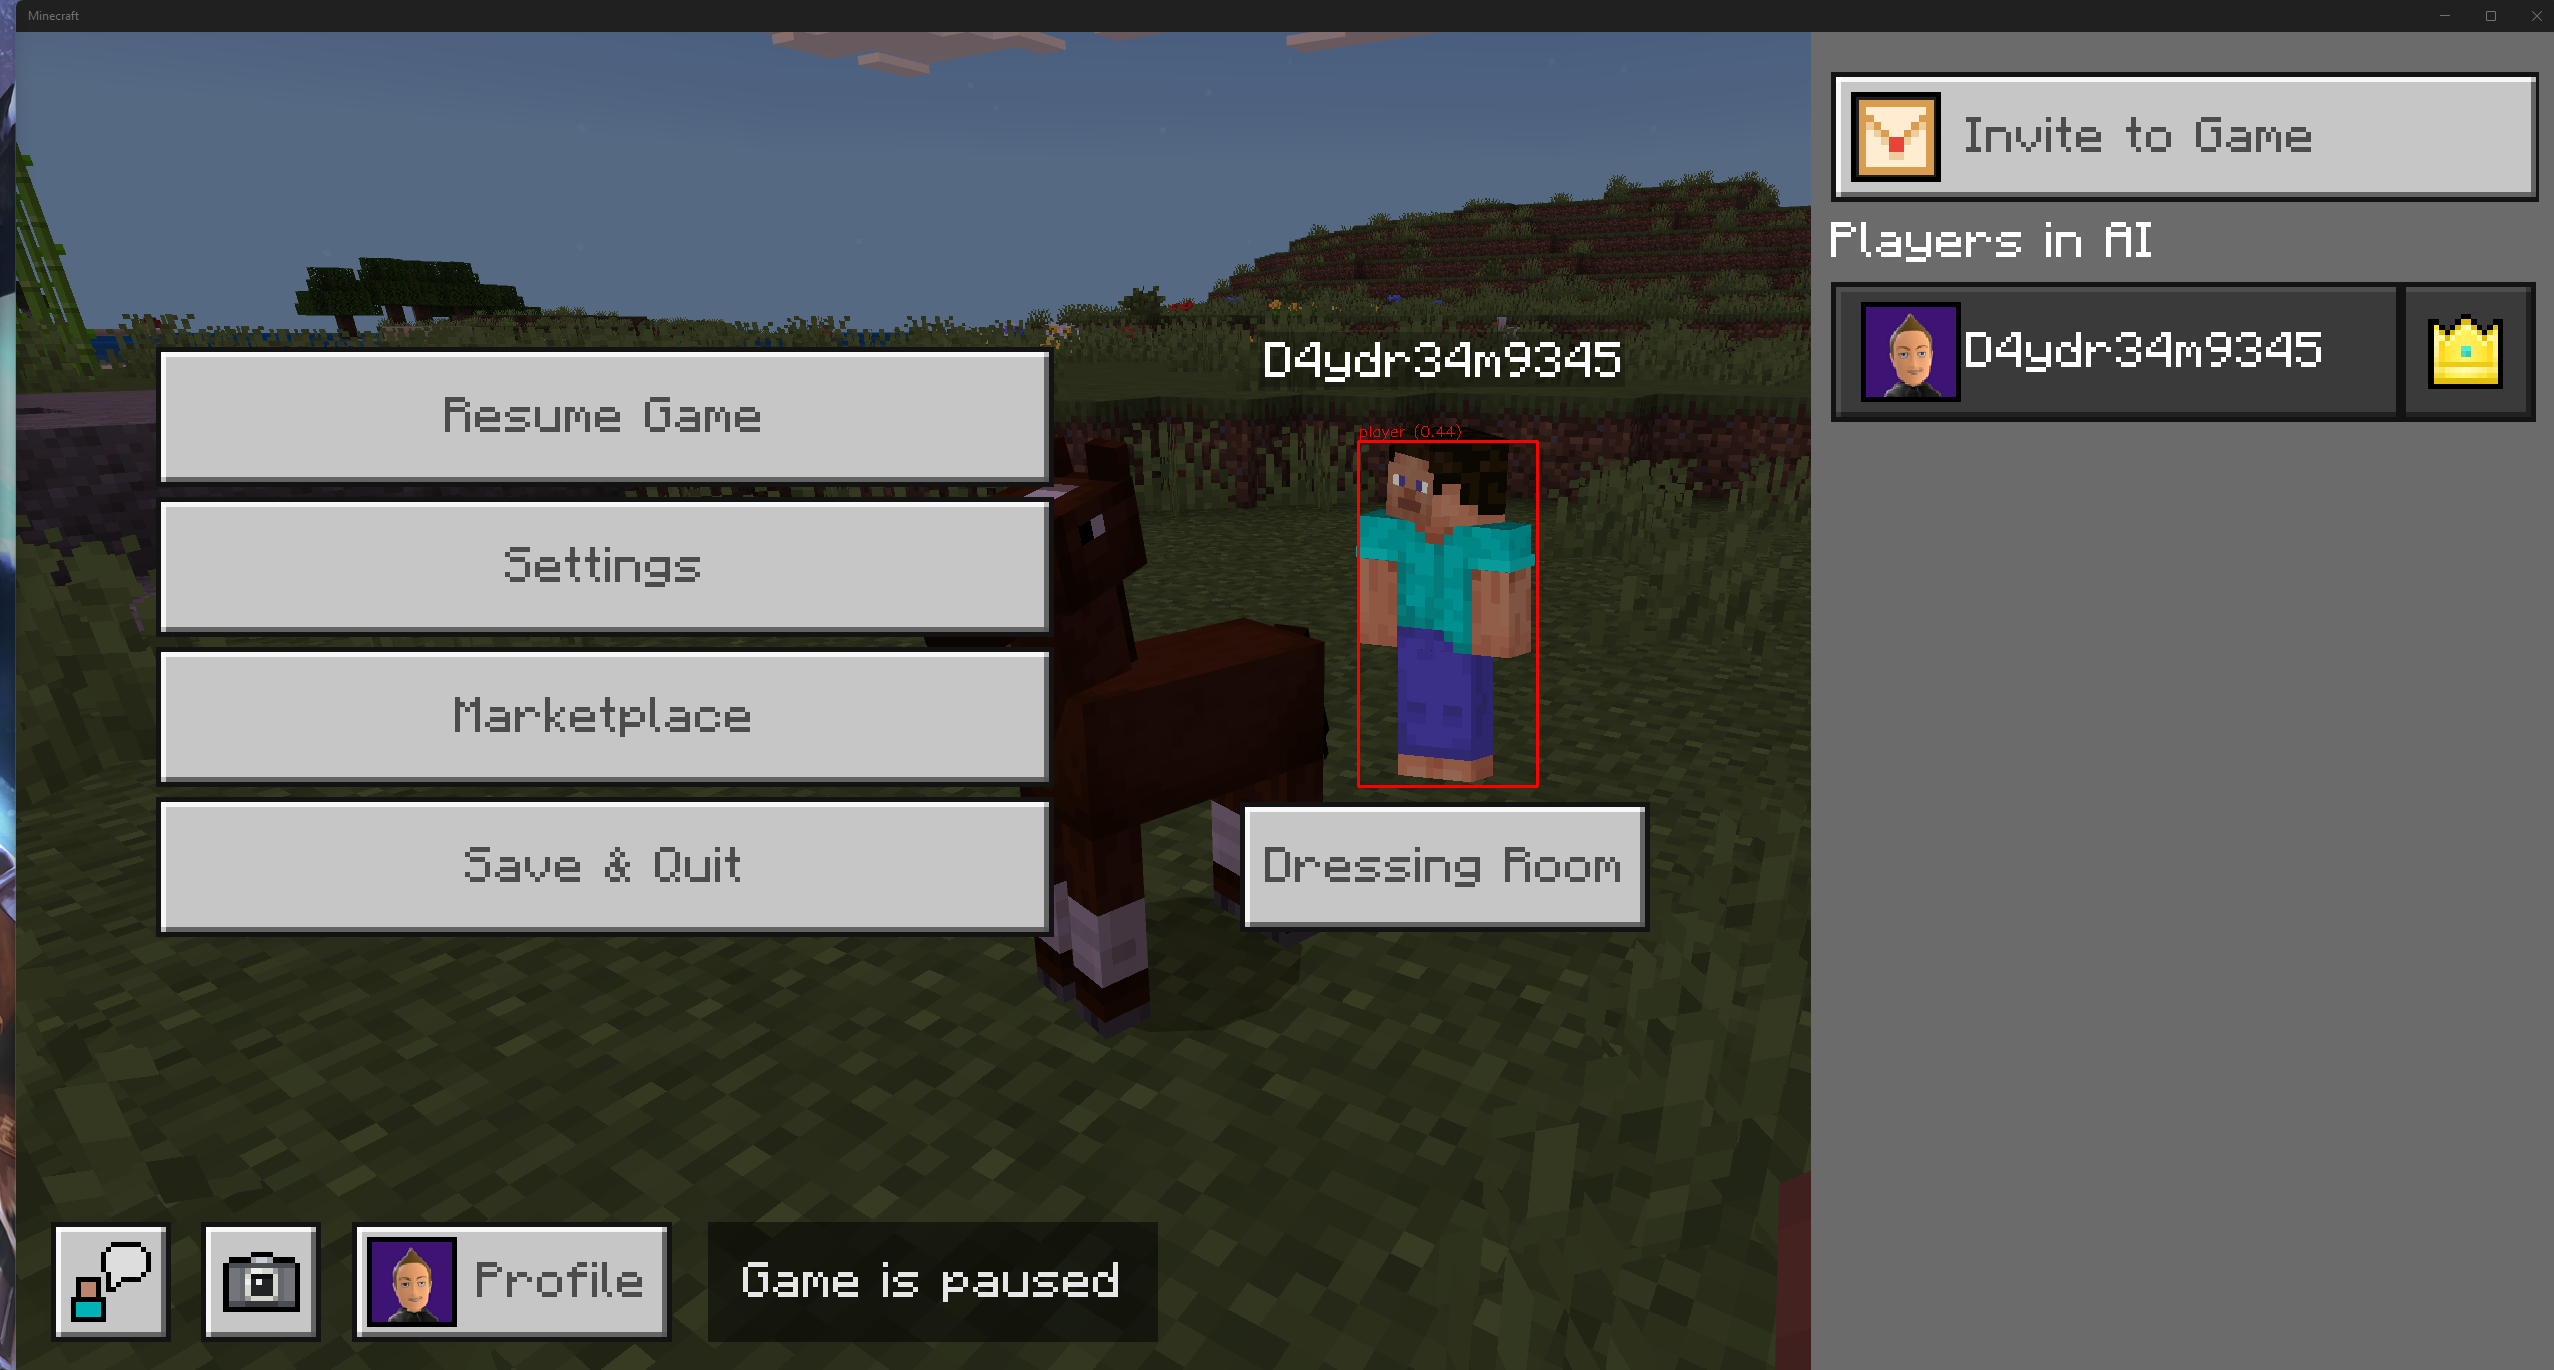 Minecraft
Invite to Game
Players in AI
D4ydr34m9345
D4ydr34m9345
player (0.44)
Resume Game
Settings
Marketplace
Save & Quit
Dressing Room
Profile
Game is paused